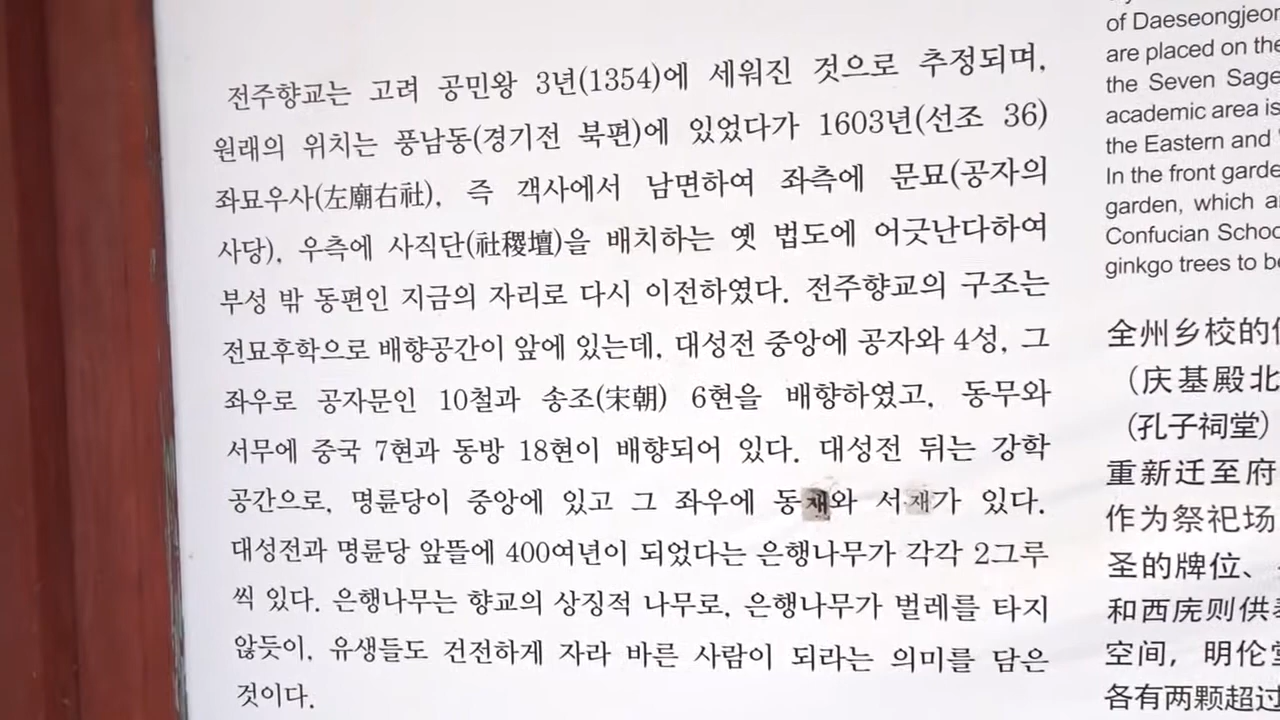 전주향교는 고려 공민왕 3년(1354)에 세워진 것으로 추정되며,
원래의 위치는 풍남동(경기전 북편)에 있었다가 1603년(선조 36)
좌묘우사(左廟右社), 즉 객사에서 남면하여 좌측에 문묘(공자의
사당), 우측에 사직단(社稷壇)을 배치하는 옛 법도에 어긋난다하여
부성 밖 동편인 지금의 자리로 다시 이전하였다. 전주향교의 구조는
전묘후학으로 배향공간이 앞에 있는데, 대성전 중앙에 공자와 4성, 그
좌우로 공자문인 10철과 송조(宋朝) 6현을 배향하였고, 동무와
서무에 중국 7현과 동방 18현이 배향되어 있다. 대성전 뒤는 강학
공간으로, 명륜당이 중앙에 있고 그 좌우에 동재와 서재가 있다.
대성전과 명륜당 앞뜰에 400여년이 되었다는 은행나무가 각각 2그루
씩 있다. 은행나무는 향교의 상징적 나무로, 은행나무가 벌레를 타지
않듯이, 유생들도 건전하게 자라 바른 사람이 되라는 의미를 담은
것이다.
of Daeseongjeon
are placed on the
the Seven Sage
academic area is
the Eastern and
In the front garde
garden, which a
Confucian Schoo
ginkgo trees to be
全州乡校的
（庆基殿北
（孔子祠堂）
重新迁至府
作为祭祀场
圣的牌位、
和西庑则供
空间，明伦
各有两颗超过